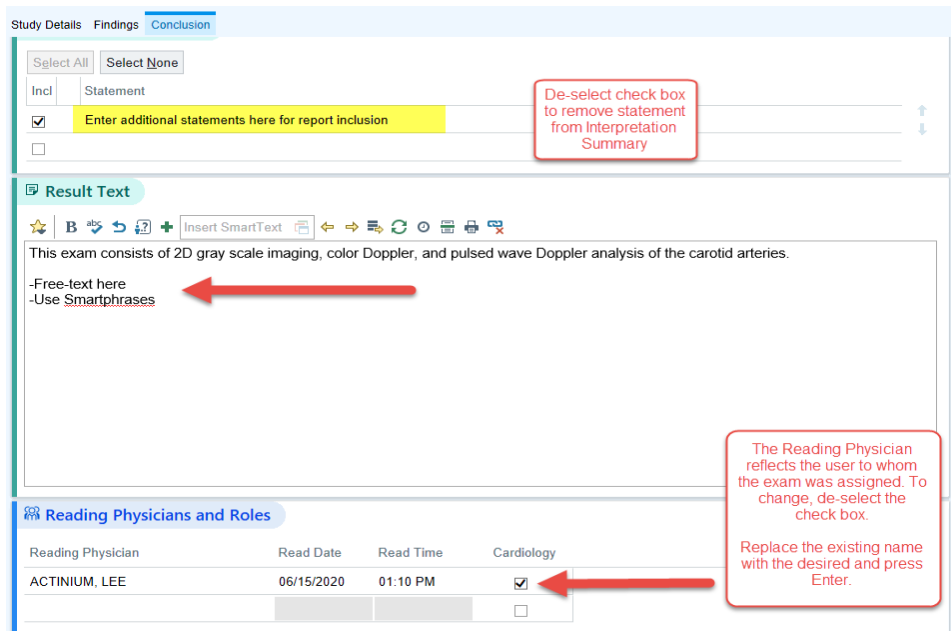 Study Details Findings Conclusion
Select All Select None
Incl Statement
Enter additional statements here for report inclusion
De-select check box
to remove statement
from Interpretation
Summary
Result Text
B abc Insert SmartText
This exam consists of 2D gray scale imaging, color Doppler, and pulsed wave Doppler analysis of the carotid arteries.
-Free-text here
-Use Smartphrases
The Reading Physician
reflects the user to whom
the exam was assigned. To
change, de-select the
check box.
Replace the existing name
with the desired and press
Enter.
Reading Physicians and Roles
Reading Physician Read Date Read Time Cardiology
ACTINIUM, LEE 06/15/2020 01:10 PM